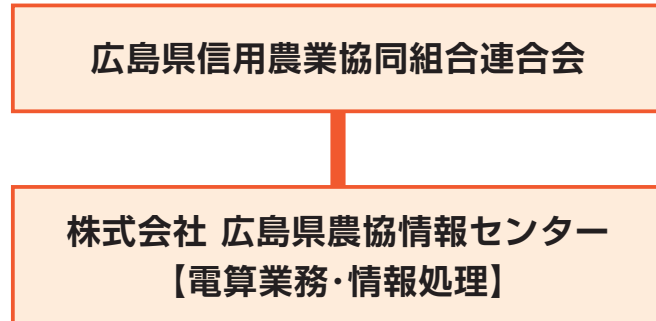 広島県信用農業協同組合連合会
株式会社 広島県農協情報センター
【電算業務・情報処理】